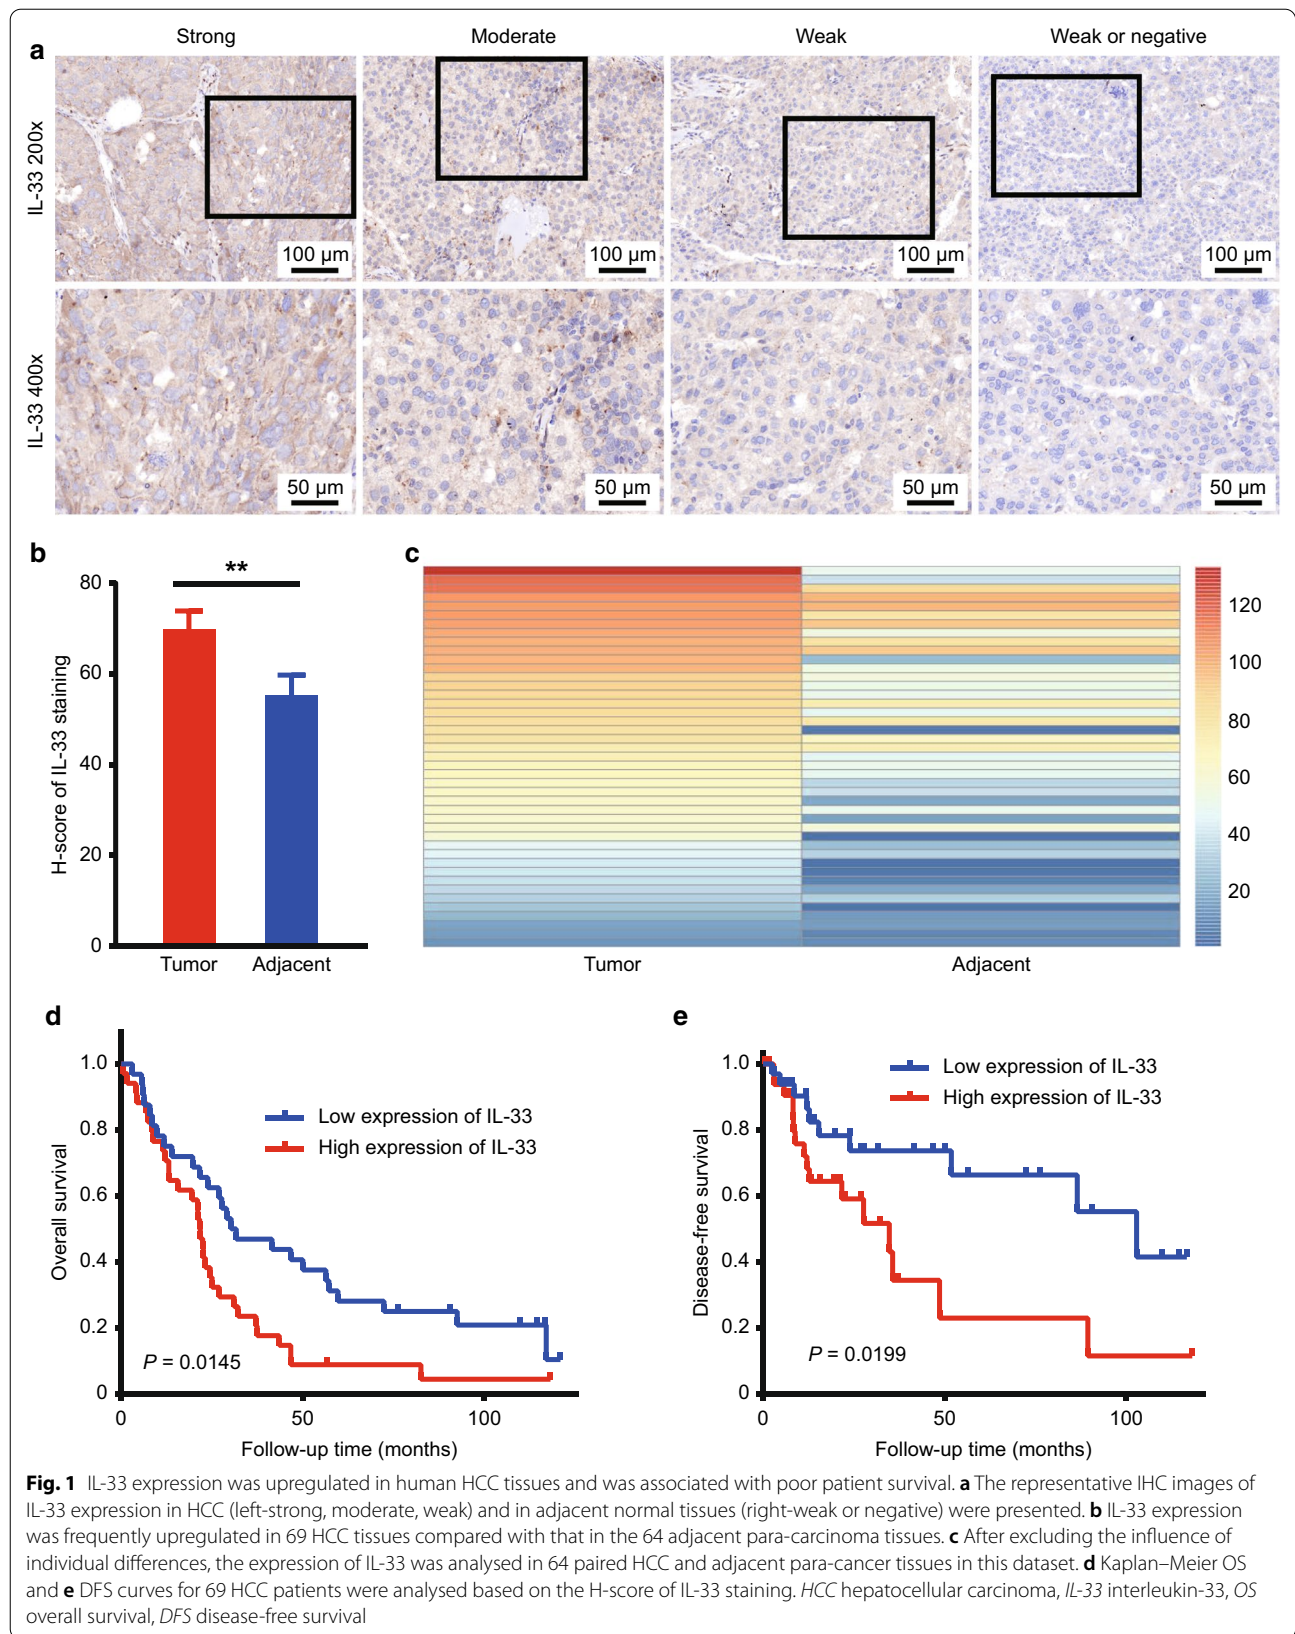 a
Strong
Moderate
Weak
Weak or negative
IL-33 200x
100 µm
100 µm
100 µm
100 µm
IL-33 400x
50 µm
50 µm
50 µm
50 µm
b
80
60
40
20
0
H-score of IL-33 staining
**
Tumor
Adjacent
c
120
100
80
60
40
20
Tumor
Adjacent
d
1.0
0.8
0.6
0.4
0.2
0
Overall survival
Low expression of IL-33
High expression of IL-33
P = 0.0145
0
50
100
Follow-up time (months)
e
1.0
0.8
0.6
0.4
0.2
0
Disease-free survival
Low expression of IL-33
High expression of IL-33
P = 0.0199
0
50
100
Follow-up time (months)
Fig. 1 IL-33 expression was upregulated in human HCC tissues and was associated with poor patient survival. a The representative IHC images of
IL-33 expression in HCC (left-strong, moderate, weak) and in adjacent normal tissues (right-weak or negative) were presented. b IL-33 expression
was frequently upregulated in 69 HCC tissues compared with that in the 64 adjacent para-carcinoma tissues. c After excluding the influence of
individual differences, the expression of IL-33 was analysed in 64 paired HCC and adjacent para-cancer tissues in this dataset. d Kaplan–Meier OS
and e DFS curves for 69 HCC patients were analysed based on the H-score of IL-33 staining. HCC hepatocellular carcinoma, IL-33 interleukin-33, OS
overall survival, DFS disease-free survival